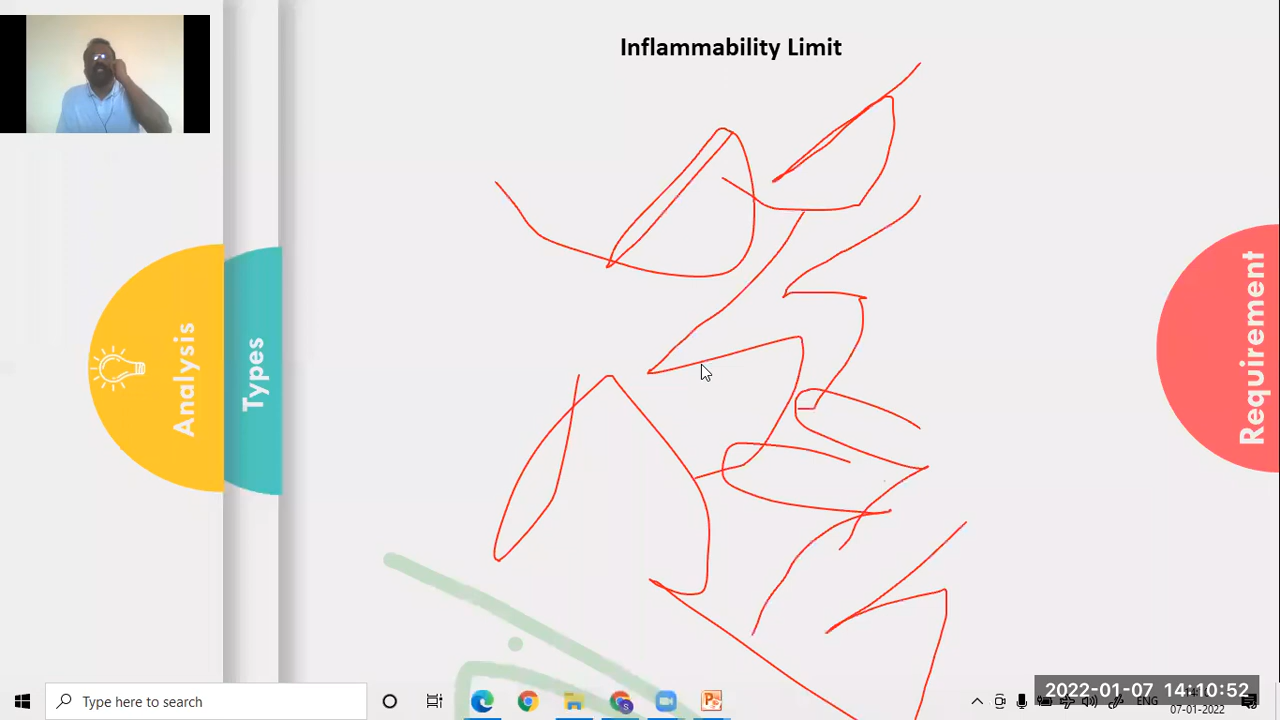 Inflammability Limit
Analysis
Types
Requirement
Type here to search
ENG
2022-01-07 14:10:52
07-01-2022